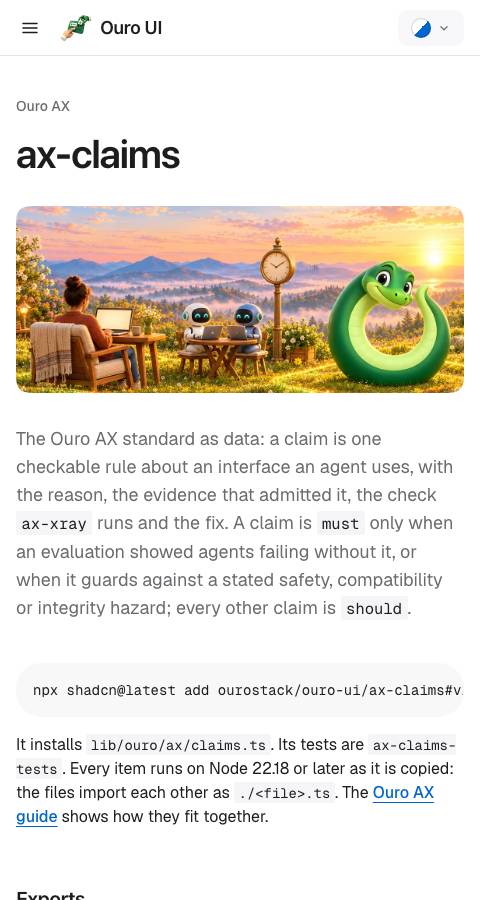 Ouro UI
Ouro AX
ax-claims
The Ouro AX standard as data: a claim is one
checkable rule about an interface an agent uses, with
the reason, the evidence that admitted it, the check
ax-xray runs and the fix. A claim is must only when
an evaluation showed agents failing without it, or
when it guards against a stated safety, compatibility
or integrity hazard; every other claim is should.
npx shadcn@latest add ourostack/ouro-ui/ax-claims#v
It installs lib/ouro/ax/claims.ts. Its tests are ax-claims-
tests. Every item runs on Node 22.18 or later as it is copied:
the files import each other as ./<file>.ts. The Ouro AX
guide shows how they fit together.
Exports